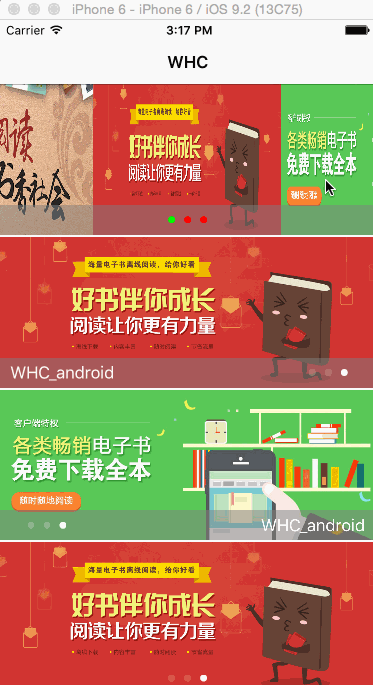 iPhone 6 - iPhone 6 / iOS 9.2 (13C75)
Carrier 3:17 PM
WHC
阅读
书香社会
海量电子书离线阅读，给你好看
好书伴你成长
阅读让你更有力量
客户端特权
各类畅销电子书
免费下载全本
随时随
海量电子书离线阅读，给你好看
好书伴你成长
阅读让你更有力量
WHC_android
客户端特权
各类畅销电子书
免费下载全本
随时随地阅读
WHC_android
海量电子书离线阅读，给你好看
好书伴你成长
阅读让你更有力量